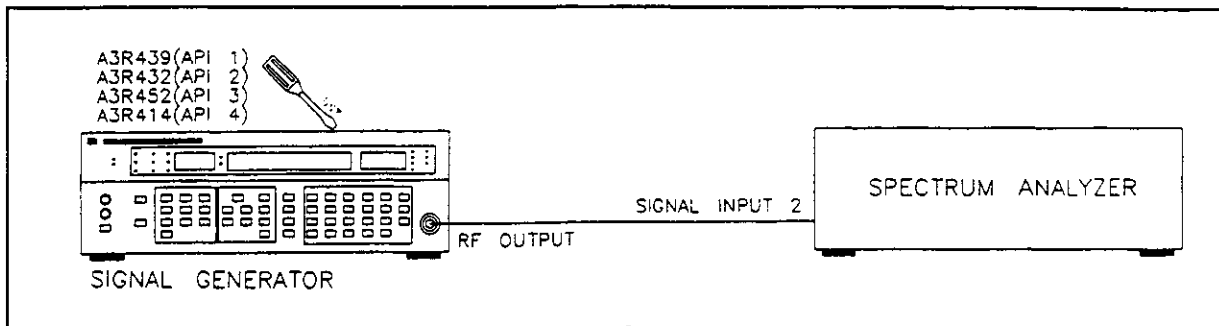 A3R439(API 1)
A3R432(API 2)
A3R452(API 3)
A3R414(API 4)
SPECTRUM ANALYZER
SIGNAL INPUT 2
RF OUTPUT
SIGNAL GENERATOR